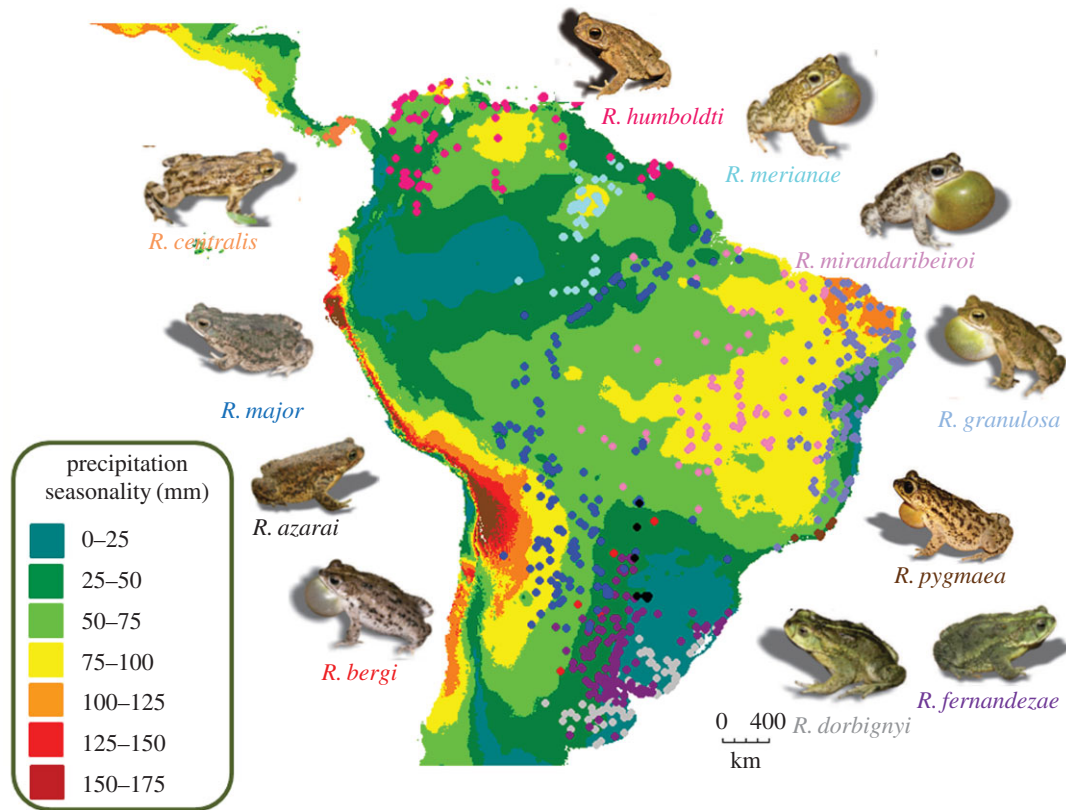 R. humboldti
R. merianae
R. centralis
R. mirandaribeiroi
R. major
R. granulosa
precipitation
seasonality (mm)
0–25
25–50
50–75
75–100
100–125
125–150
150–175
R. azarai
R. pygmaea
R. bergi
R. fernandezae
R. dorbignyi
0 400
km